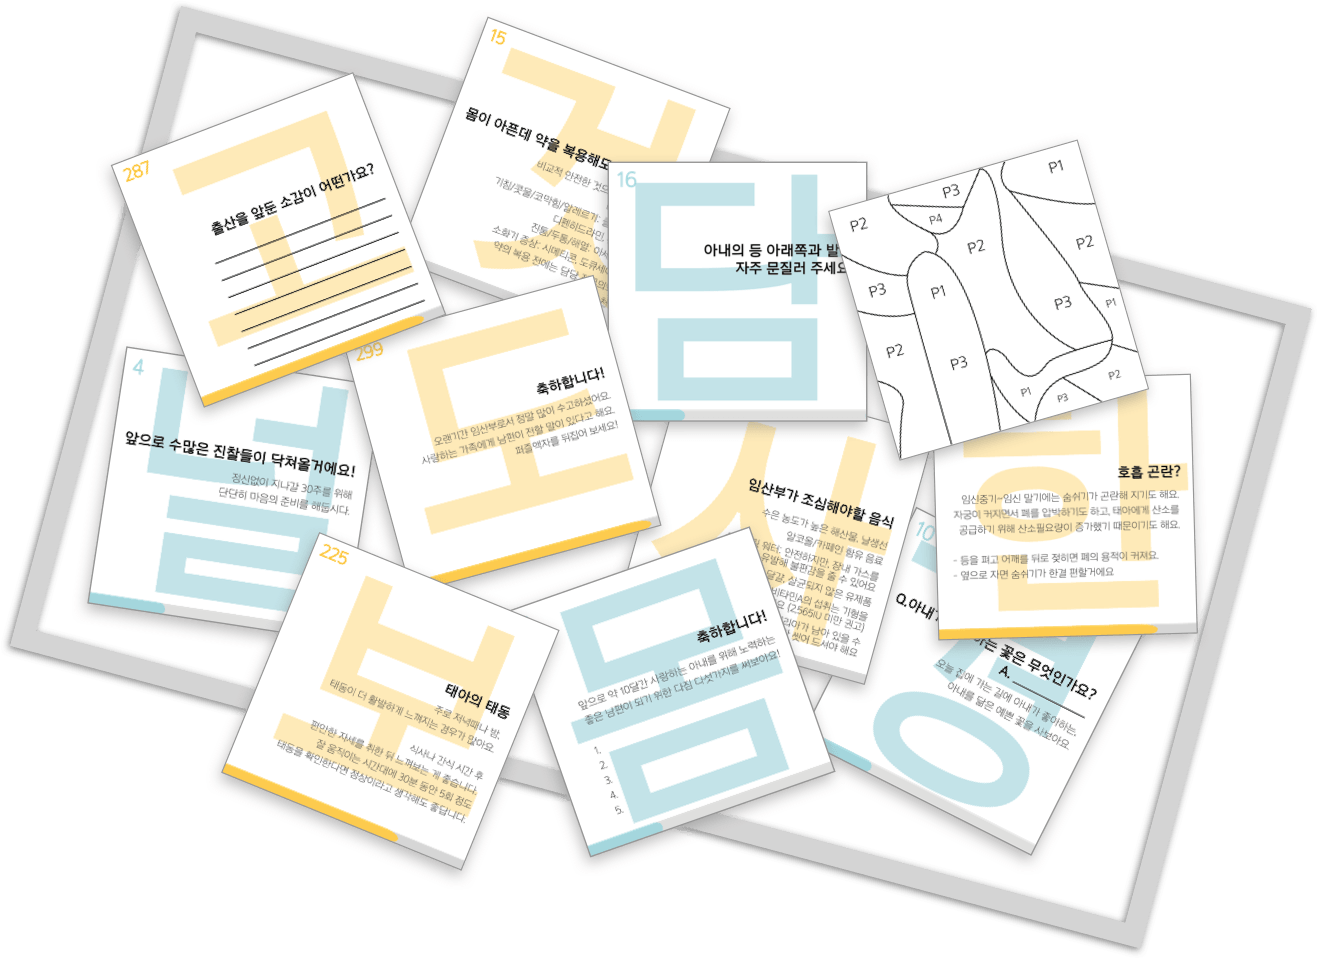 15
몸이 아픈데 약을 복용해도
비교적 안전한 것으
기침/콧물/코막힘/알레르기:
디펜히드라민,
진통/두통/해열: 아세
소화기 증상: 시메티콘, 도큐세
약의 복용 전에는 담당
287
출산을 앞둔 소감이 어떤가요?
고
16
아내의 등 아래쪽과 발
자주 문질러 주세요
담
P1
P3
P2
P4
P2
P2
P3
P1
P3
P1
P2
P3
P1
P2
P3
4
앞으로 수많은 진찰들이 닥쳐올거에요!
정신없이 지나갈 30주를 위해
단단히 마음의 준비를 해둡시다.
299
축하합니다!
오랜기간 임산부로서 정말 많이 수고하셨어요.
사랑하는 가족에게 남편이 전할 말이 있다고 해요.
퍼즐액자를 뒤집어 보세요!
도
임산부가 조심해야할 음식
수은 농도가 높은 해산물, 날생선
알코올/카페인 함유 음료
워터: 안전하지만, 장내 가스를
유발해 불편감을 줄 수 있어요
달걀, 살균되지 않은 유제품
비타민A의 섭취는 기형을
요 (2565IU 미만 권고)
리아가 남아 있을 수
씻어 드셔야 해요
호흡 곤란?
임신중기~임신 말기에는 숨쉬기가 곤란해 지기도 해요.
자궁이 커지면서 폐를 압박하기도 하고, 태아에게 산소를
공급하기 위해 산소필요량이 증가했기 때문이기도 해요.
- 등을 펴고 어깨를 뒤로 젖히면 폐의 용적이 커져요.
- 옆으로 자면 숨쉬기가 한결 편할거에요
10
Q.아내가
하는 꽃은 무엇인가요?
A.
오늘 집에 가는 길에 아내가 좋아하는,
아내를 닮은 예쁜 꽃을 사보아요.
225
태아의 태동
주로 저녁때나 밤,
태동이 더 활발하게 느껴지는 경우가 많아요.
식사나 간식 시간 후
편안한 자세를 취한 뒤 느껴보는 게 좋습니다.
잘 움직이는 시간대에 30분 동안 5회 정도
태동을 확인한다면 정상이라고 생각해도 좋답니다.
축하합니다!
앞으로 약 10달간 사랑하는 아내를 위해 노력하는
좋은 남편이 되기 위한 다짐 다섯가지를 써보아요!
1.
2.
3.
4.
5.